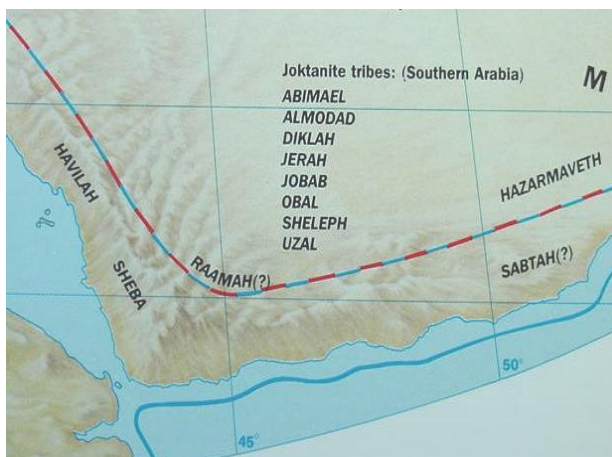 Joktanite tribes: (Southern Arabia)
M
ABIMAEL
ALMODAD
DIKLAH
JERAH
JOBAB
OBAL
SHELEPH
UZAL
HAVILAH
HAZARMAVETH
SHEBA
RAAMAH(?)
SABTAH(?)
50°
45°